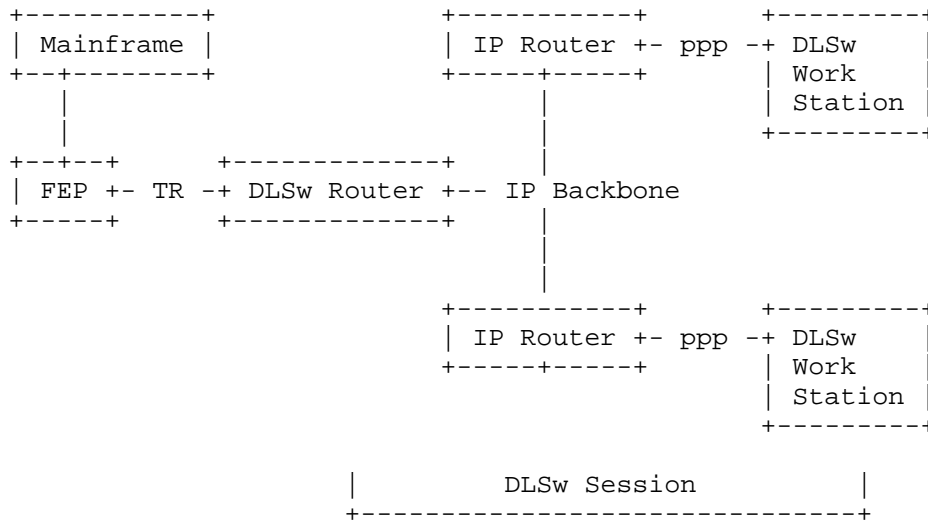 Mainframe IP Router ppp DLSw
Work
Station
FEP TR DLSw Router IP Backbone
IP Router ppp DLSw
Work
Station
DLSw Session